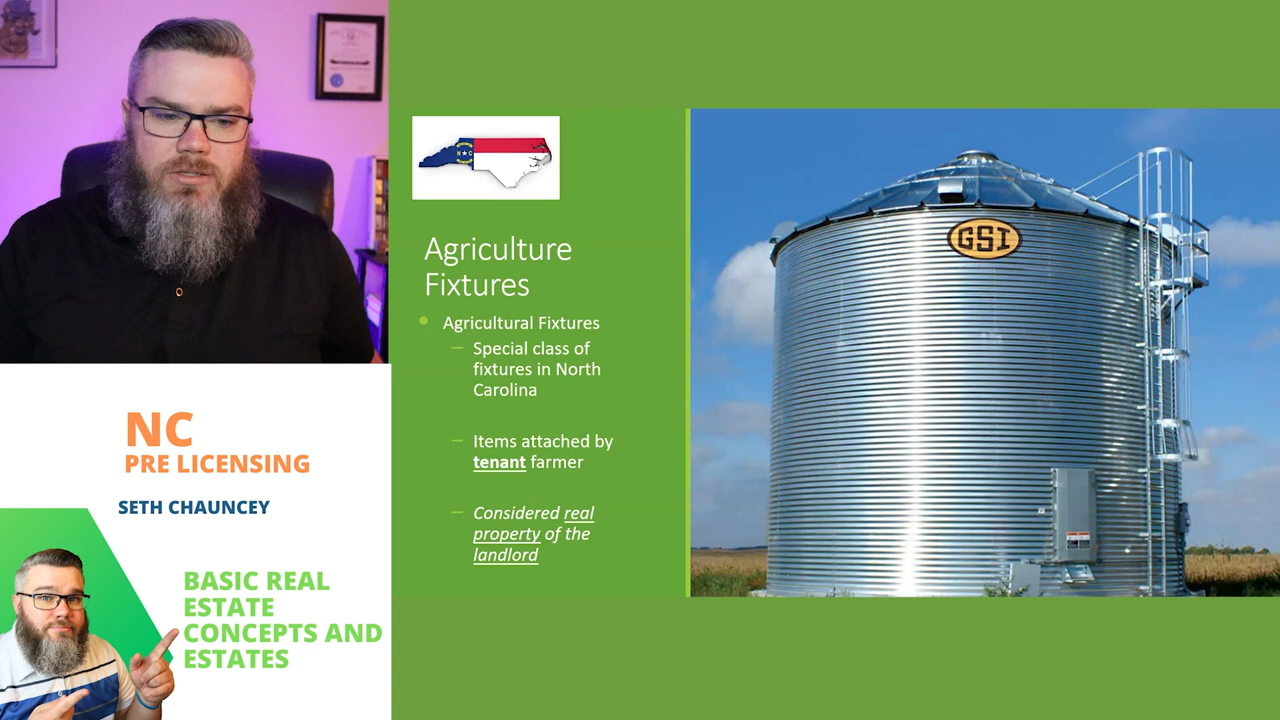 NC
PRE LICENSING
SETH CHAUNCEY
BASIC REAL
ESTATE
CONCEPTS AND
ESTATES
N C
Agriculture
Fixtures
Agricultural Fixtures
Special class of
fixtures in North
Carolina
Items attached by
tenant farmer
Considered real
property of the
landlord
GSI